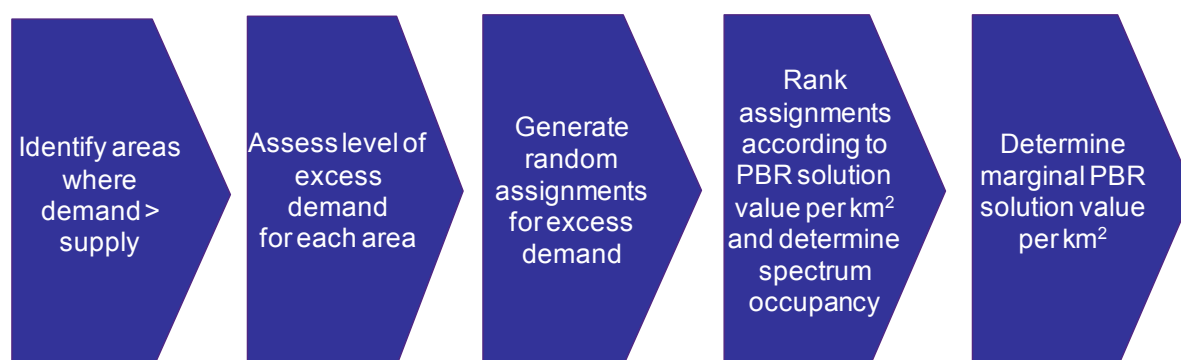 Identify areas
where
demand >
supply
Assess level of
excess
demand
for each area
Generate
random
assignments
for excess
demand
Rank
assignments
according to
PBR solution
value per km²
and determine
spectrum
occupancy
Determine
marginal PBR
solution value
per km²